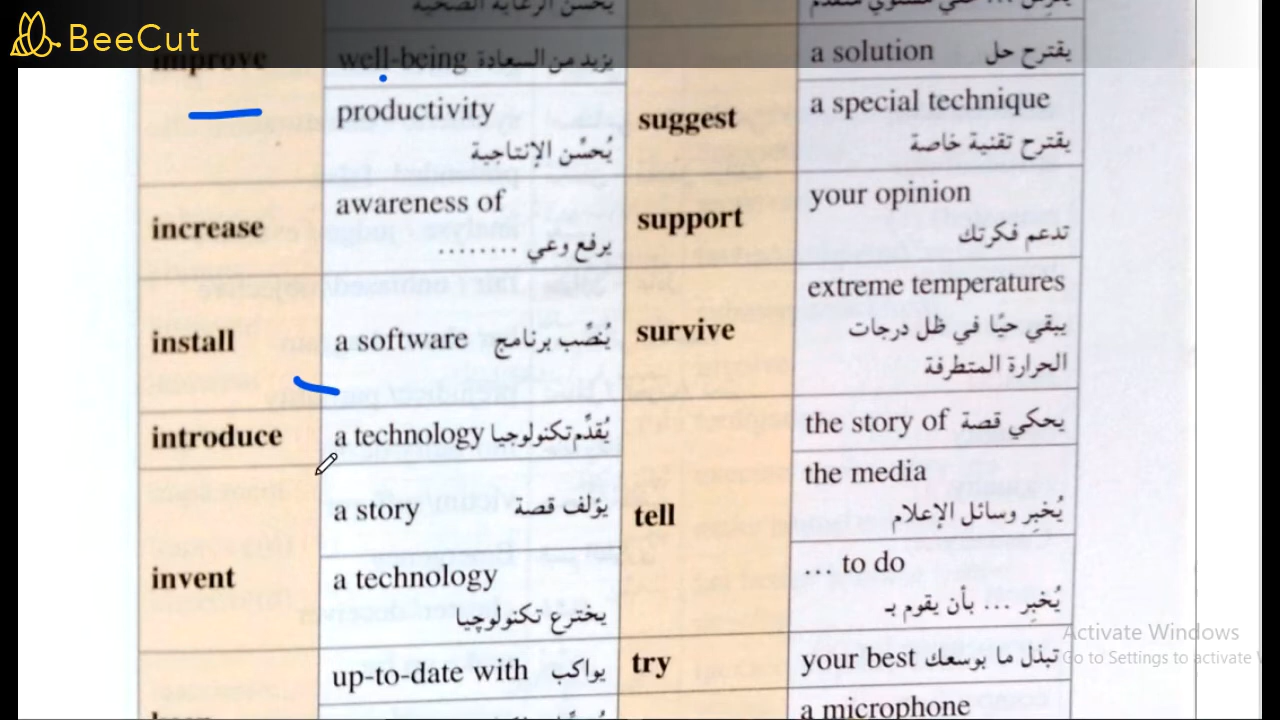 BeeCut
improve
well-being يزيد من السعادة
productivity
يُحسِّن الإنتاجية
increase
awareness of
يرفع وعي ........
install
a software يُنصِّب برنامج
introduce
a technology يُقدِّم تكنولوجيا
invent
a story يؤلف قصة
a technology
يخترع تكنولوچيا
up-to-date with يواكب
suggest
a solution يقترح حل
a special technique
يقترح تقنية خاصة
support
your opinion
تدعم فكرتك
survive
extreme temperatures
يبقي حيًا في ظل درجات
الحرارة المتطرفة
tell
the story of يحكي قصة
the media
يُخبِر وسائل الإعلام
... to do
يُخبِر ... بأن يقوم بـ
try
your best تبذل ما بوسعك
a microphone
Activate Windows
Go to Settings to activate